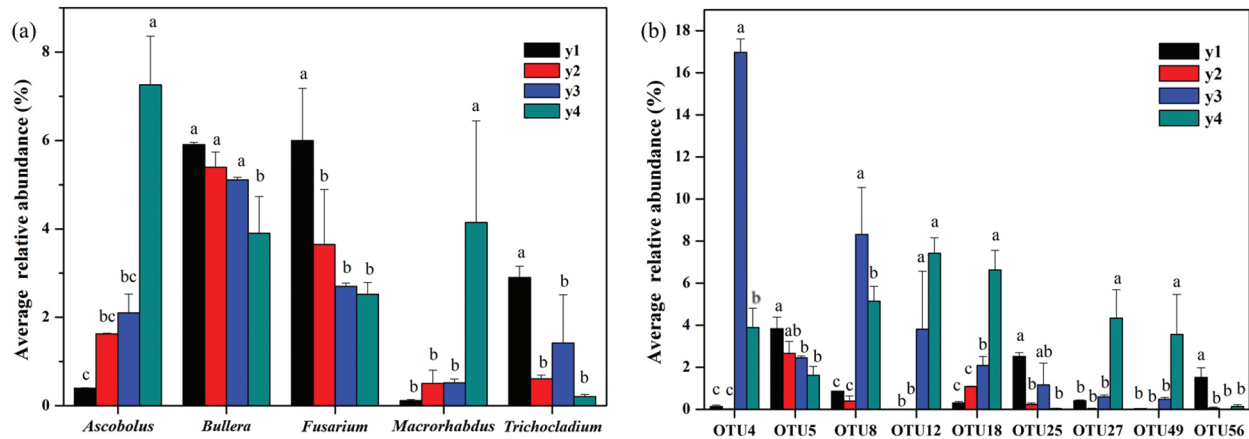 (a)
Average relative abundance (%)
8
6
4
2
0
y1
y2
y3
y4
c bc bc a
a a a b
a b b b
b b b a
a b b b
Ascobolus Bullera Fusarium Macrorhabdus Trichocladium
(b)
Average relative abundance (%)
18
16
14
12
10
8
6
4
2
0
y1
y2
y3
y4
c c a b
a ab b b
c c a b
b a a
c c b a
a b ab b
b b b a
b b b a
a b b b
OTU4 OTU5 OTU8 OTU12 OTU18 OTU25 OTU27 OTU49 OTU56